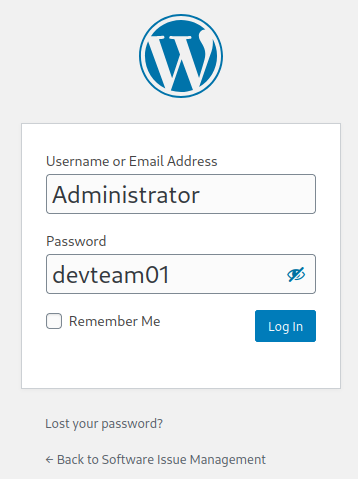 Username or Email Address
Administrator
Password
devteam01
Remember Me
Log In
Lost your password?
← Back to Software Issue Management